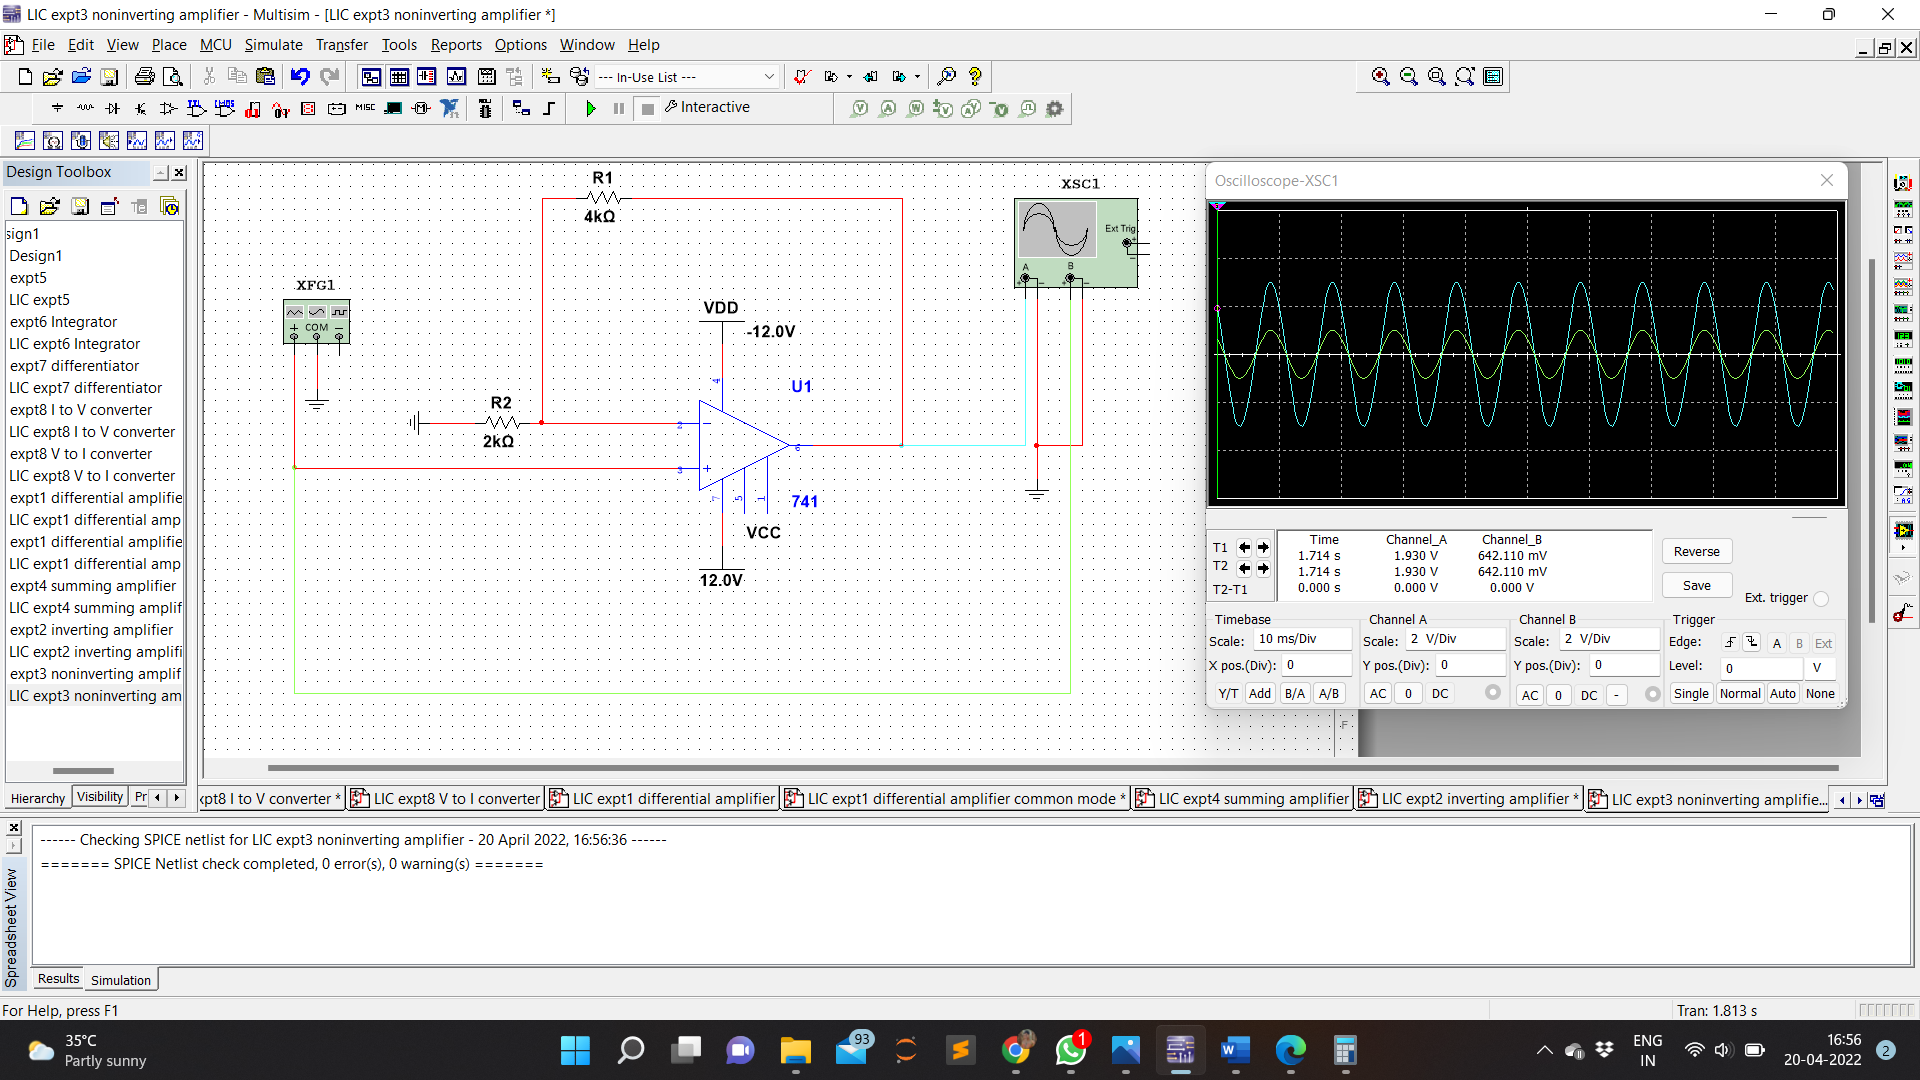 LIC expt3 noninverting amplifier - Multisim - [LIC expt3 noninverting amplifier *]
File Edit View Place MCU Simulate Transfer Tools Reports Options Window Help
--- In-Use List ---
MISC
Interactive
Design Toolbox
sign1
Design1
expt5
LIC expt5
expt6 Integrator
LIC expt6 Integrator
expt7 differentiator
LIC expt7 differentiator
expt8 I to V converter
LIC expt8 I to V converter
expt8 V to I converter
LIC expt8 V to I converter
expt1 differential amplifie
LIC expt1 differential amp
expt1 differential amplifie
LIC expt1 differential amp
expt4 summing amplifier
LIC expt4 summing amplif
expt2 inverting amplifier
LIC expt2 inverting amplifi
expt3 noninverting amplif
LIC expt3 noninverting am
Hierarchy Visibility Pr
R1
4kΩ
XFG1
COM
R2
2kΩ
VDD
-12.0V
U1
4
2
3
6
7 5 1
741
VCC
12.0V
XSC1
Ext Trig
A B
Oscilloscope-XSC1
Time Channel_A Channel_B
T1 1.714 s 1.930 V 642.110 mV
T2 1.714 s 1.930 V 642.110 mV
T2-T1 0.000 s 0.000 V 0.000 V
Reverse
Save
Ext. trigger
Timebase Channel A Channel B Trigger
Scale: 10 ms/Div Scale: 2 V/Div Scale: 2 V/Div Edge: A B Ext
X pos.(Div): 0 Y pos.(Div): 0 Y pos.(Div): 0 Level: 0 V
Y/T Add B/A A/B AC 0 DC AC 0 DC - Single Normal Auto None
F
xpt8 I to V converter * LIC expt8 V to I converter LIC expt1 differential amplifier LIC expt1 differential amplifier common mode * LIC expt4 summing amplifier LIC expt2 inverting amplifier * LIC expt3 noninverting amplifie...
------ Checking SPICE netlist for LIC expt3 noninverting amplifier - 20 April 2022, 16:56:36 ------
======= SPICE Netlist check completed, 0 error(s), 0 warning(s) =======
Spreadsheet View
Results Simulation
For Help, press F1
Tran: 1.813 s
35°C
Partly sunny
93
1
ENG
IN
16:56
20-04-2022
2